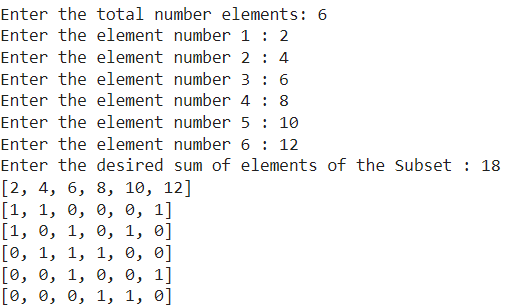 Enter the total number elements: 6
Enter the element number 1 : 2
Enter the element number 2 : 4
Enter the element number 3 : 6
Enter the element number 4 : 8
Enter the element number 5 : 10
Enter the element number 6 : 12
Enter the desired sum of elements of the Subset : 18
[2, 4, 6, 8, 10, 12]
[1, 1, 0, 0, 0, 1]
[1, 0, 1, 0, 1, 0]
[0, 1, 1, 1, 0, 0]
[0, 0, 1, 0, 0, 1]
[0, 0, 0, 1, 1, 0]